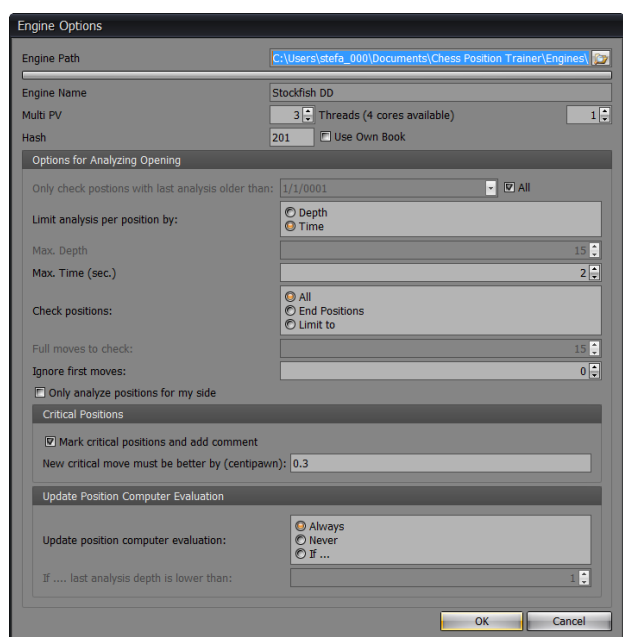 Engine Options
Engine Path C:\Users\stefa_000\Documents\Chess Position Trainer\Engines\
Engine Name Stockfish DD
Multi PV 3 Threads (4 cores available) 1
Hash 201 Use Own Book
Options for Analyzing Opening
Only check postions with last analysis older than: 1/1/0001 All
Limit analysis per position by: Depth
Time
Max. Depth 15
Max. Time (sec.) 2
Check positions: All
End Positions
Limit to
Full moves to check: 15
Ignore first moves: 0
Only analyze positions for my side
Critical Positions
Mark critical positions and add comment
New critical move must be better by (centipawn): 0.3
Update Position Computer Evaluation
Update position computer evaluation: Always
Never
If ...
If .... last analysis depth is lower than: 1
OK Cancel